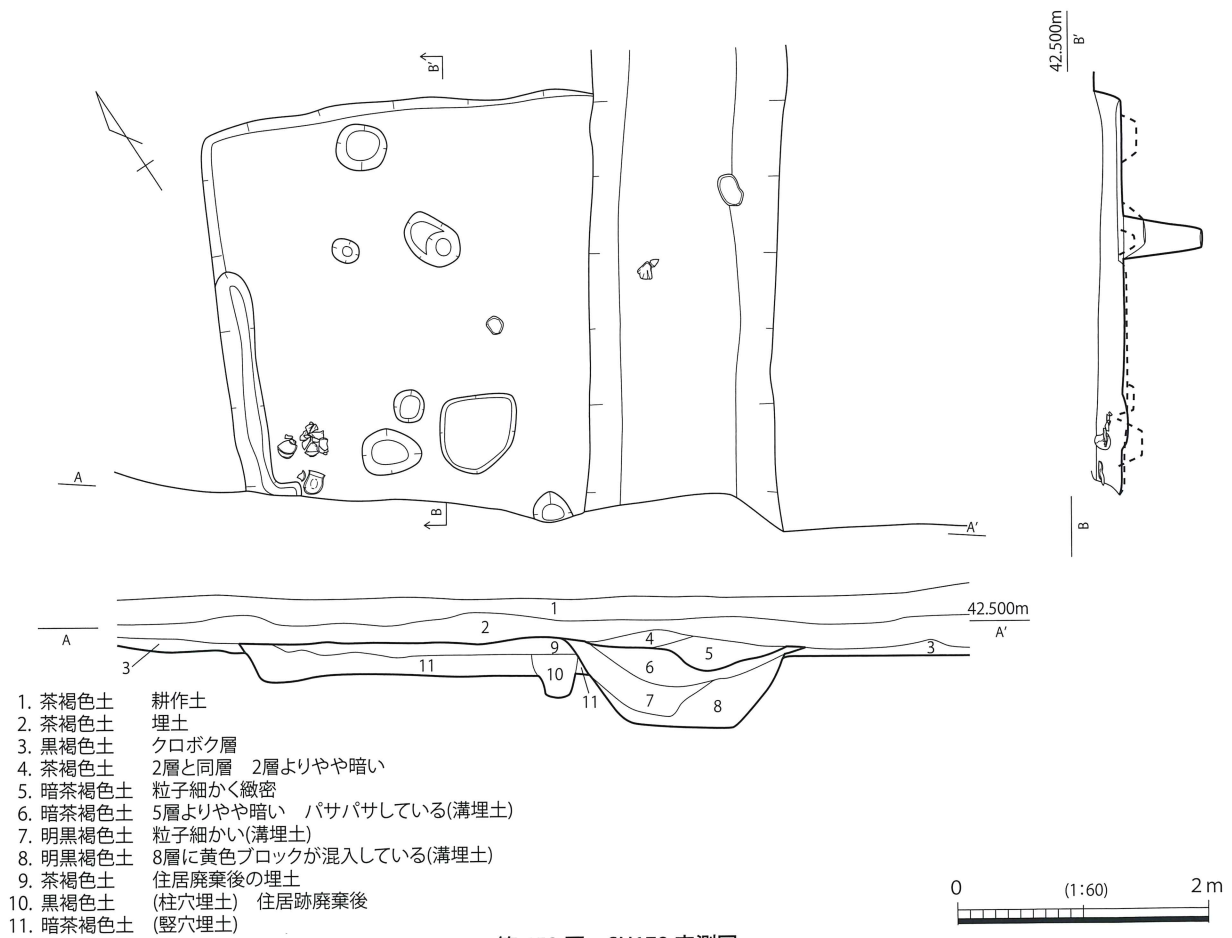 B'
42.500m
B'
A
B
A'
B
42.500m
A
A'
1
2
3
4
5
3
9
6
11
10
11
7
8
1. 茶褐色土 耕作土
2. 茶褐色土 埋土
3. 黒褐色土 クロボク層
4. 茶褐色土 2層と同層 2層よりやや暗い
5. 暗茶褐色土 粒子細かく緻密
6. 暗茶褐色土 5層よりやや暗い パサパサしている(溝埋土)
7. 明黒褐色土 粒子細かい(溝埋土)
8. 明黒褐色土 8層に黄色ブロックが混入している(溝埋土)
9. 茶褐色土 住居廃棄後の埋土
10. 黒褐色土 (柱穴埋土) 住居跡廃棄後
11. 暗茶褐色土 (竪穴埋土)
0 (1:60) 2 m